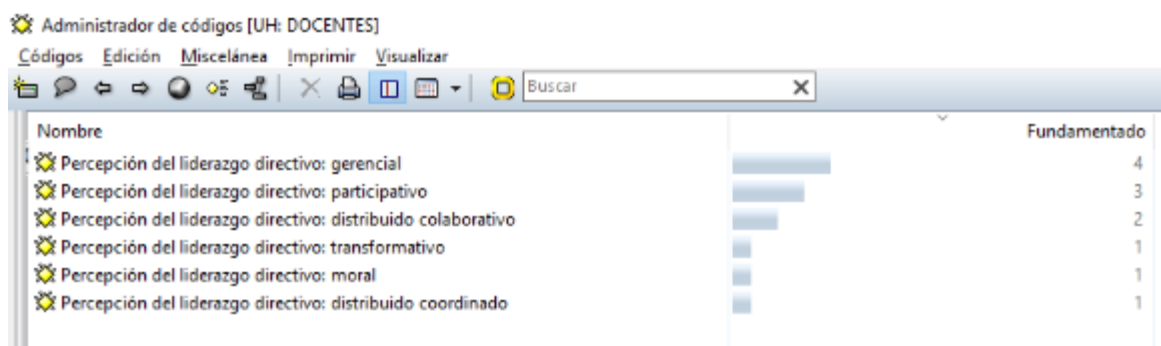 Administrador de códigos [UH: DOCENTES]
Códigos Edición Miscelánea Imprimir Visualizar
Buscar
Nombre Fundamentado
Percepción del liderazgo directivo: gerencial 4
Percepción del liderazgo directivo: participativo 3
Percepción del liderazgo directivo: distribuido colaborativo 2
Percepción del liderazgo directivo: transformativo 1
Percepción del liderazgo directivo: moral 1
Percepción del liderazgo directivo: distribuido coordinado 1